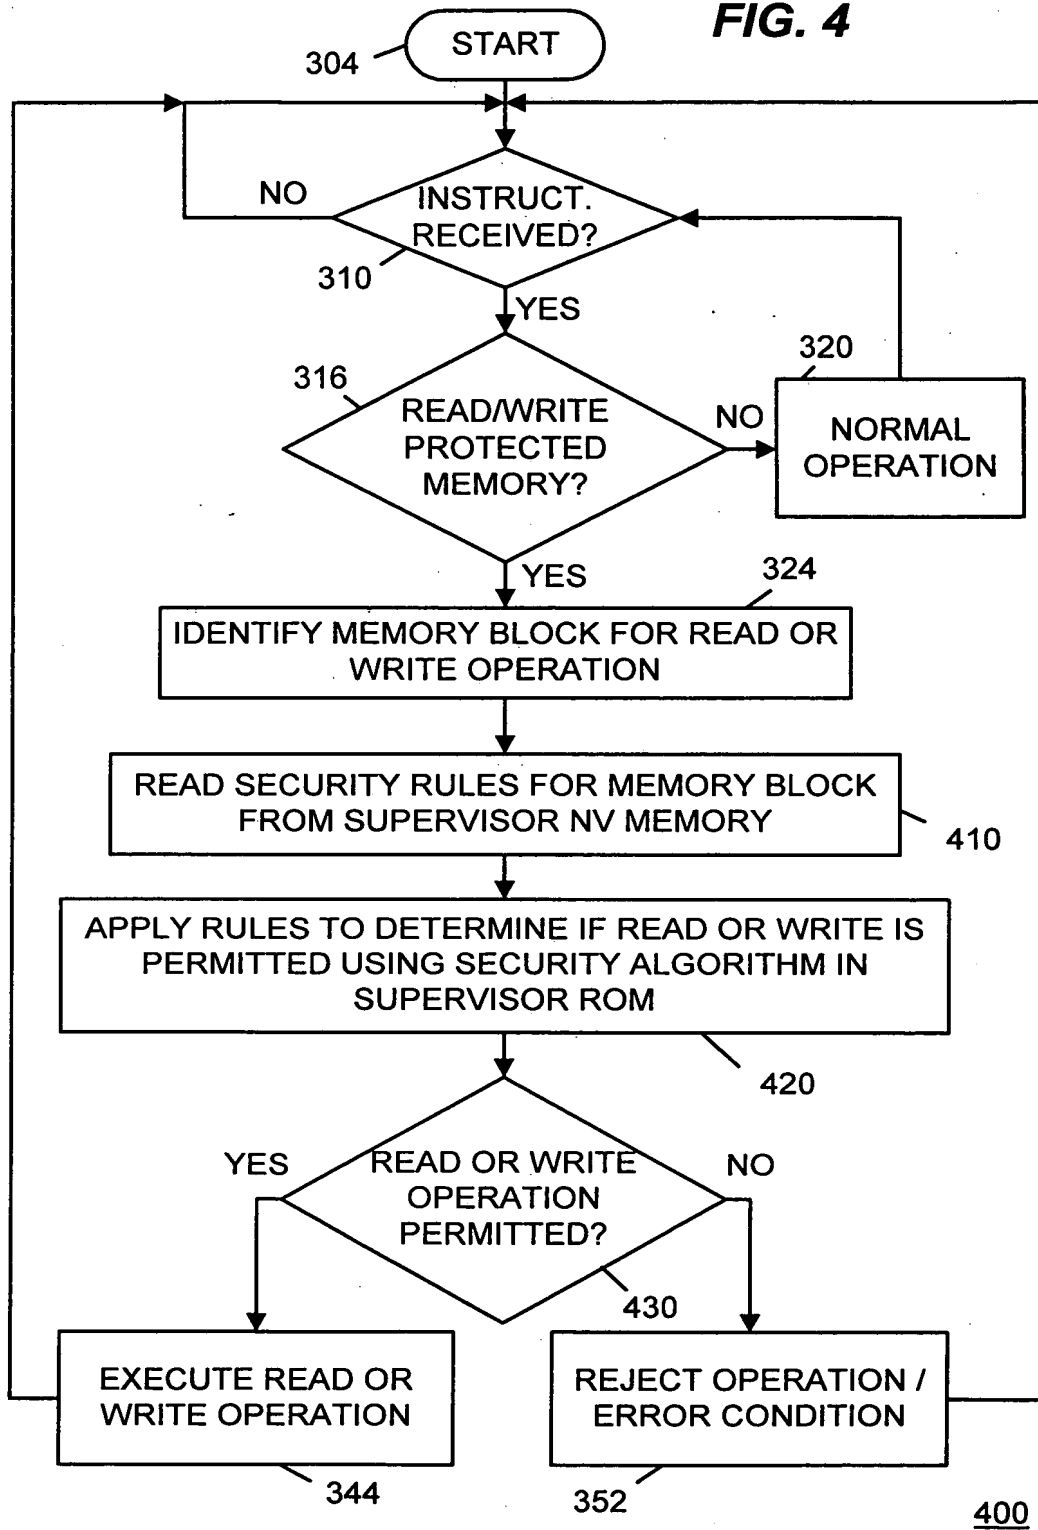 FIG. 4
START
304
NO
INSTRUCT.
RECEIVED?
310
YES
320
316
READ/WRITE
PROTECTED
MEMORY?
NO
NORMAL
OPERATION
YES
324
IDENTIFY MEMORY BLOCK FOR READ OR
WRITE OPERATION
READ SECURITY RULES FOR MEMORY BLOCK
FROM SUPERVISOR NV MEMORY
410
APPLY RULES TO DETERMINE IF READ OR WRITE IS
PERMITTED USING SECURITY ALGORITHM IN
SUPERVISOR ROM
420
YES
READ OR WRITE
OPERATION
PERMITTED?
NO
430
EXECUTE READ OR
WRITE OPERATION
REJECT OPERATION /
ERROR CONDITION
344
352
400